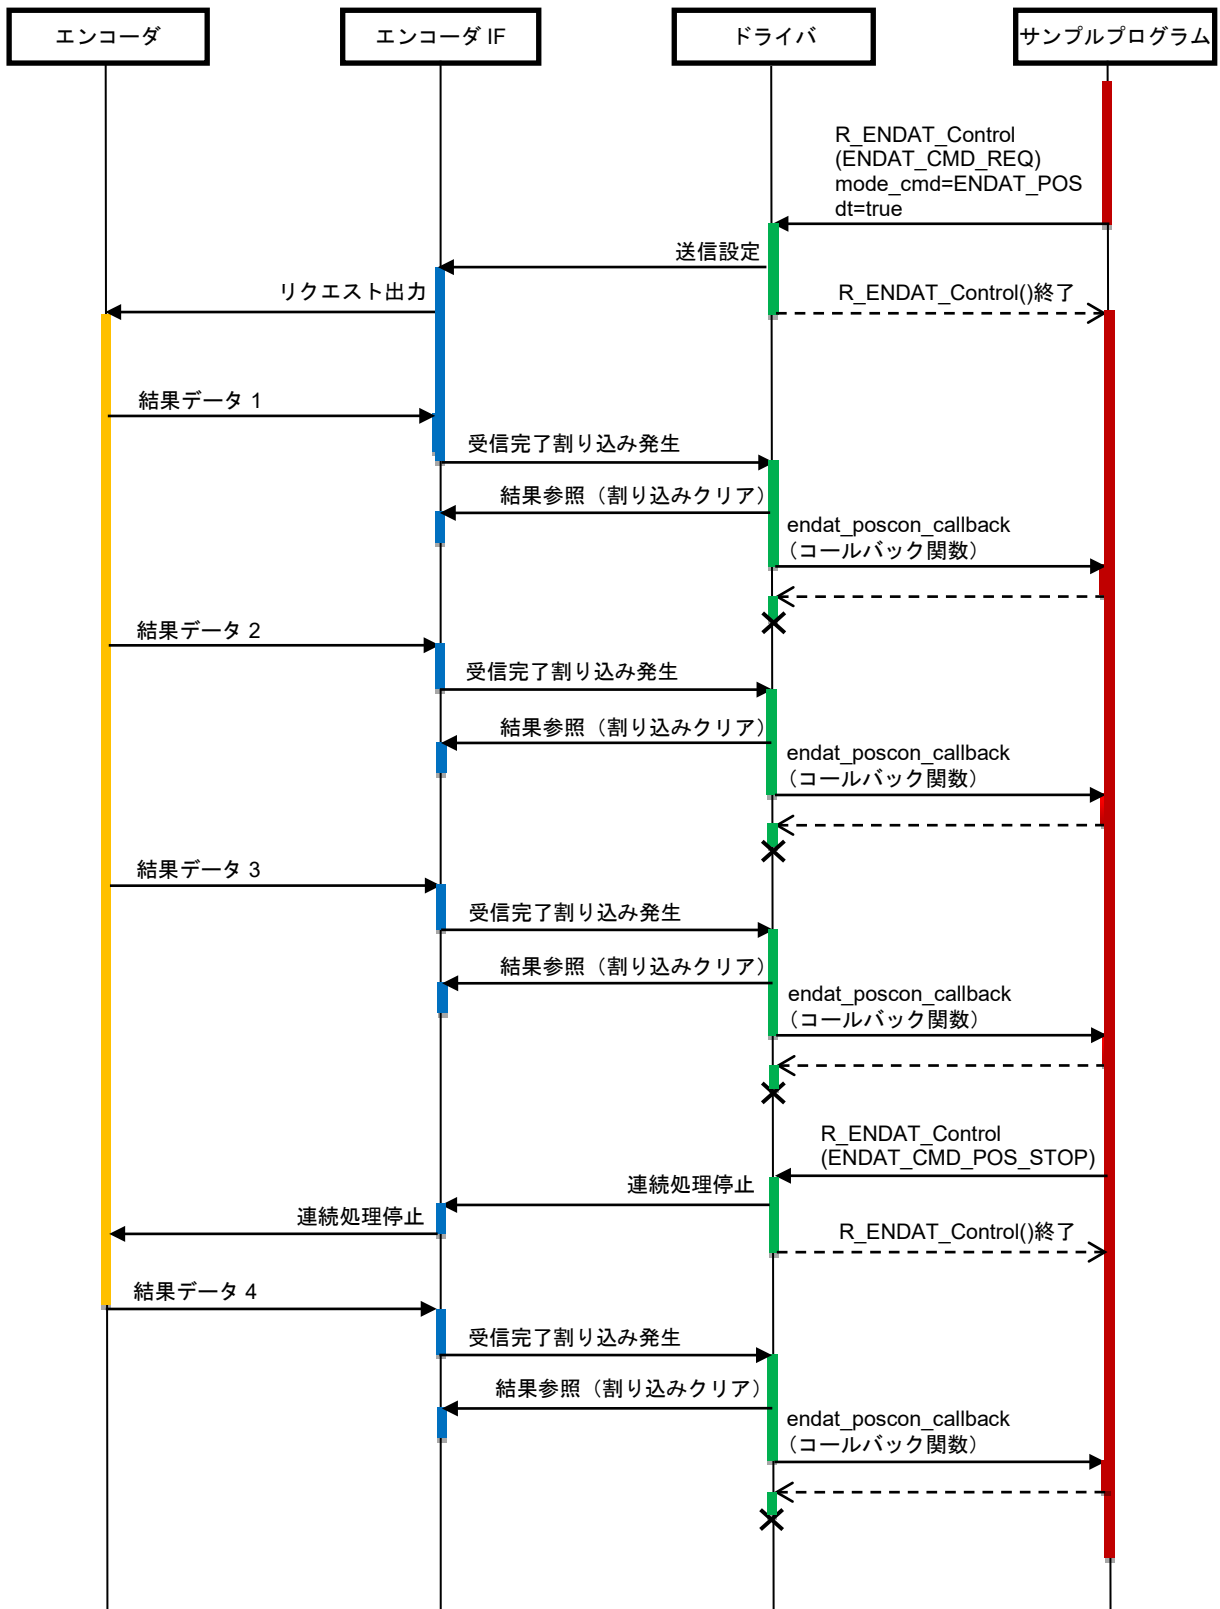 エンコーダ
エンコーダ IF
ドライバ
サンプルプログラム
R_ENDAT_Control
(ENDAT_CMD_REQ)
mode_cmd=ENDAT_POS
dt=true
送信設定
リクエスト出力
R_ENDAT_Control()終了
結果データ 1
受信完了割り込み発生
結果参照（割り込みクリア）
endat_poscon_callback
（コールバック関数）
結果データ 2
受信完了割り込み発生
結果参照（割り込みクリア）
endat_poscon_callback
（コールバック関数）
結果データ 3
受信完了割り込み発生
結果参照（割り込みクリア）
endat_poscon_callback
（コールバック関数）
R_ENDAT_Control
(ENDAT_CMD_POS_STOP)
連続処理停止
連続処理停止
R_ENDAT_Control()終了
結果データ 4
受信完了割り込み発生
結果参照（割り込みクリア）
endat_poscon_callback
（コールバック関数）